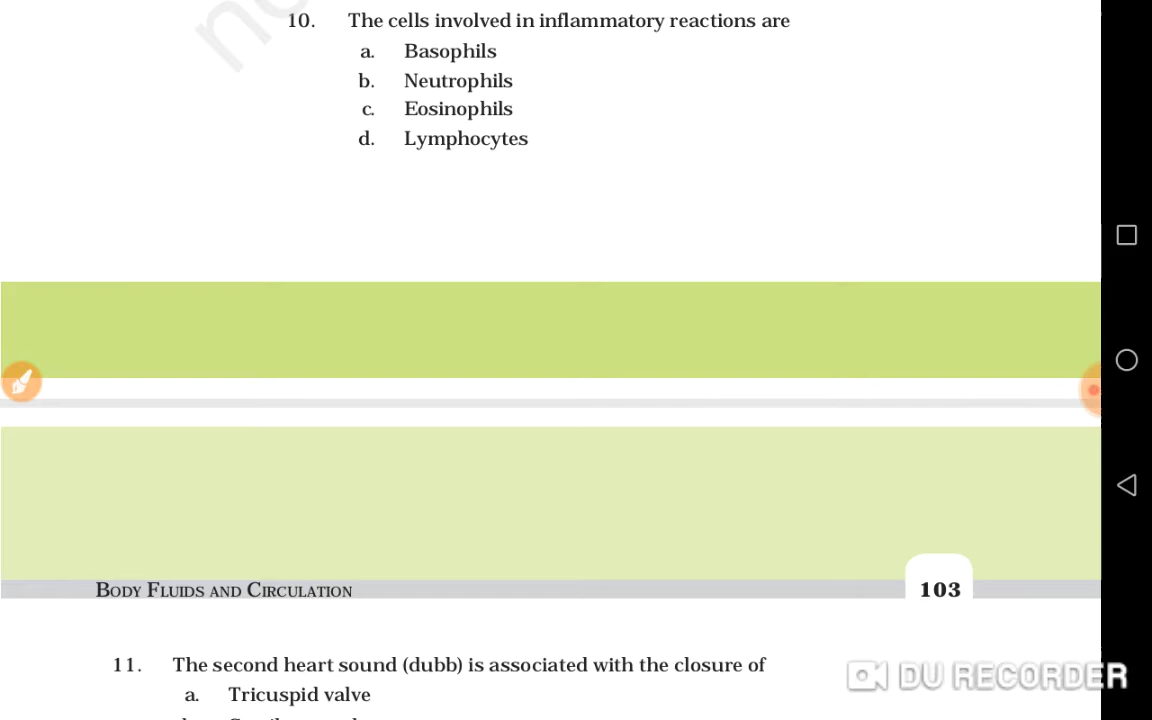 10. The cells involved in inflammatory reactions are
a. Basophils
b. Neutrophils
c. Eosinophils
d. Lymphocytes
BODY FLUIDS AND CIRCULATION
103
11. The second heart sound (dubb) is associated with the closure of
DU RECORDER
a. Tricuspid valve